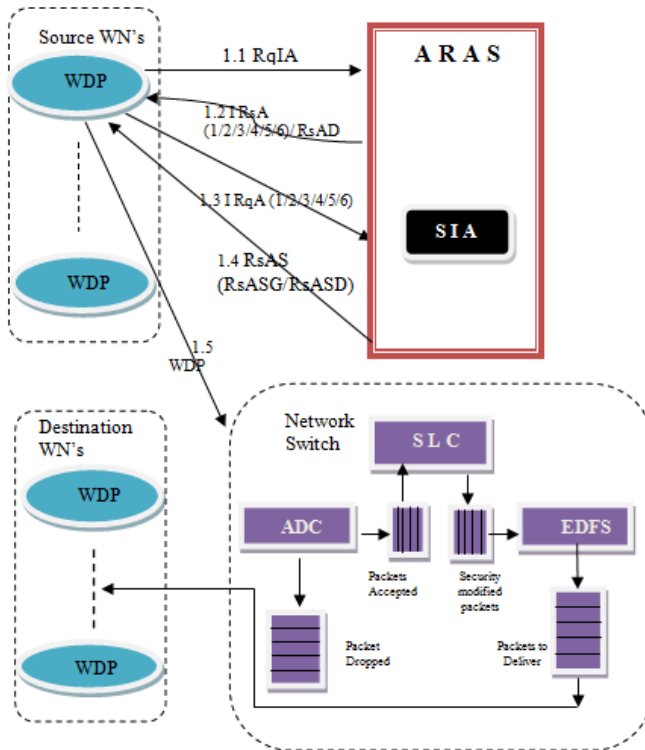 Source WN's
WDP
WDP
1.1 RqIA
1.2 I RsA
(1/2/3/4/5/6)/ RsAD
1.3 I RqA (1/2/3/4/5/6)
1.4 RsAS
(RsASG/RsASD)
1.5
WDP
A R A S
S I A
Destination
WN's
WDP
WDP
Network
Switch
S L C
ADC
EDFS
Packets
Accepted
Security
modified
packets
Packet
Dropped
Packets to
Deliver